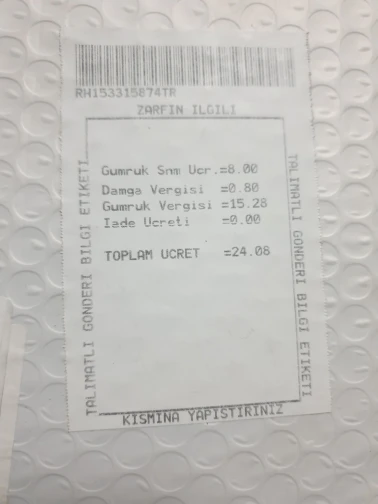 RH153315874TR
ZARFIN ILGILI
TALIMATLI GONDERI BILGI ETIKETI
Gumruk Snm Ucr.=8.00
Damga Vergisi =0.80
Gumruk Vergisi =15.28
Iade Ucreti =0.00
TOPLAM UCRET =24.08
TALIMATLI GONDERI BILGI ETIKETI
KISMINA YAPISTIRINIZ